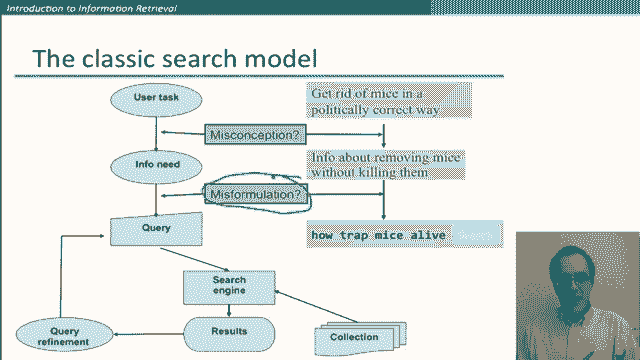 Introduction to Information Retrieval
The classic search model
User task
Get rid of mice in a
politically correct way
Misconception?
Info need
Info about removing mice
without killing them
Misformulation?
Query
how trap mice alive
Search
engine
Query
refinement
Results
Collection